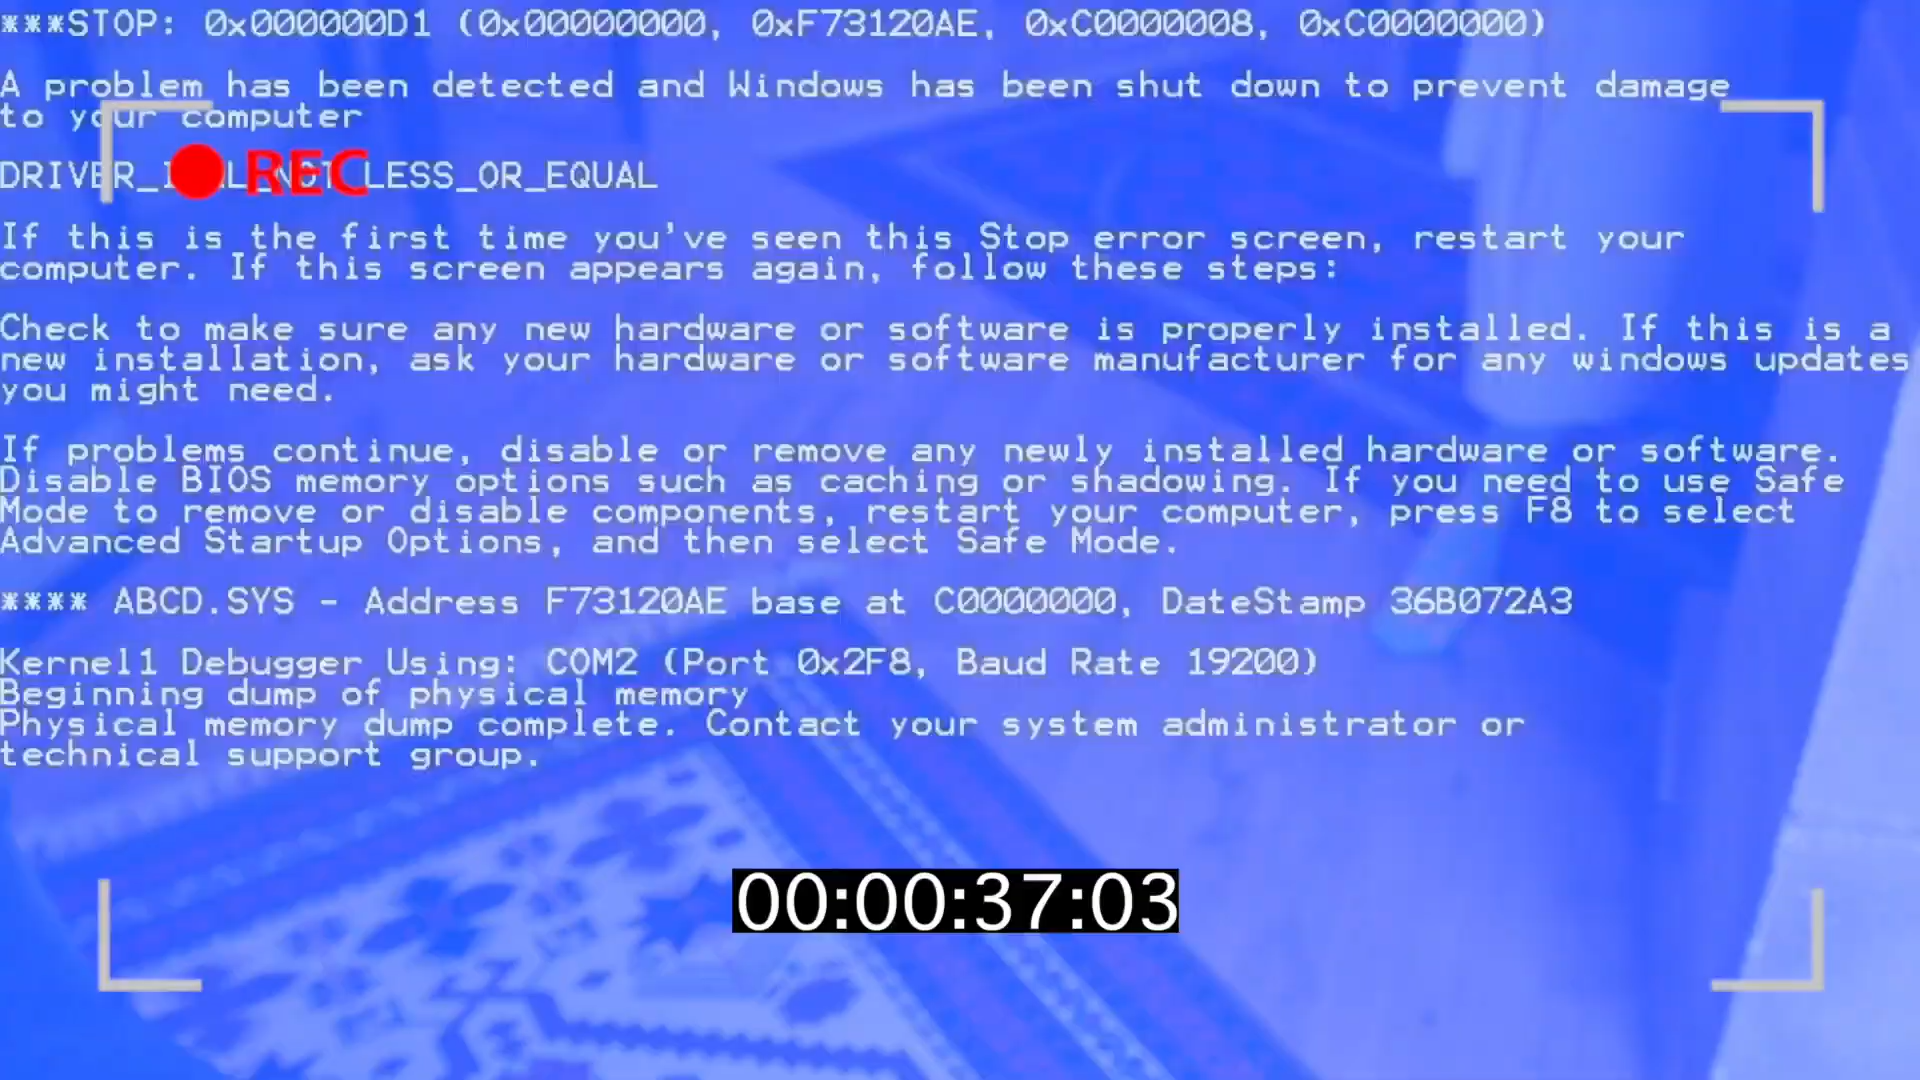 ***STOP: 0x000000D1 (0x00000000, 0xF73120AE, 0xC0000008, 0xC0000000)
A problem has been detected and Windows has been shut down to prevent damage
to your computer
DRIVER_I  L_NOT_LESS_OR_EQUAL
REC
If this is the first time you've seen this Stop error screen, restart your
computer. If this screen appears again, follow these steps:
Check to make sure any new hardware or software is properly installed. If this is a
new installation, ask your hardware or software manufacturer for any windows updates
you might need.
If problems continue, disable or remove any newly installed hardware or software.
Disable BIOS memory options such as caching or shadowing. If you need to use Safe
Mode to remove or disable components, restart your computer, press F8 to select
Advanced Startup Options, and then select Safe Mode.
**** ABCD.SYS - Address F73120AE base at C0000000, DateStamp 36B072A3
Kernel1 Debugger Using: COM2 (Port 0x2F8, Baud Rate 19200)
Beginning dump of physical memory
Physical memory dump complete. Contact your system administrator or
technical support group.
00:00:37:03